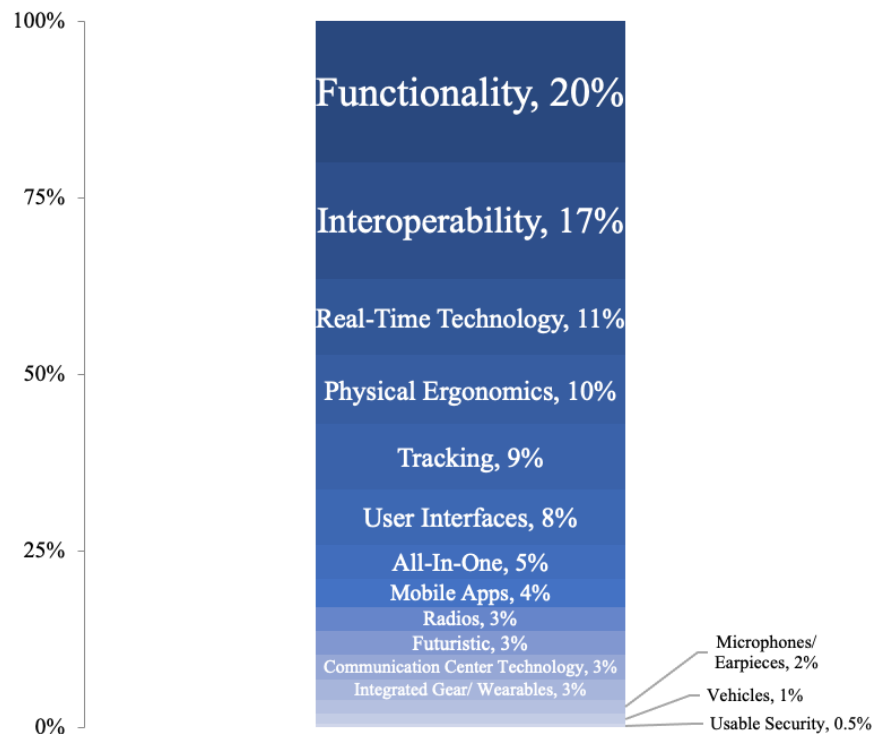 100%
Functionality, 20%
75%
Interoperability, 17%
Real-Time Technology, 11%
50%
Physical Ergonomics, 10%
Tracking, 9%
User Interfaces, 8%
25%
All-In-One, 5%
Mobile Apps, 4%
Radios, 3%
Futuristic, 3%
Communication Center Technology, 3%
Integrated Gear/ Wearables, 3%
Microphones/
Earpieces, 2%
Vehicles, 1%
Usable Security, 0.5%
0%